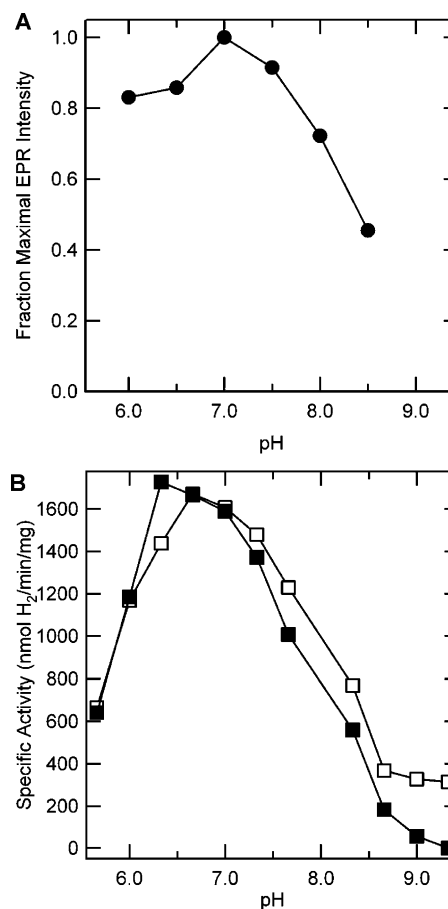 A
Fraction Maximal EPR Intensity
1.0
0.8
0.6
0.4
0.2
0.0
6.0 7.0 8.0 9.0
pH
B
Specific Activity (nmol H2/min/mg)
1600
1400
1200
1000
800
600
400
200
0
6.0 7.0 8.0 9.0
pH